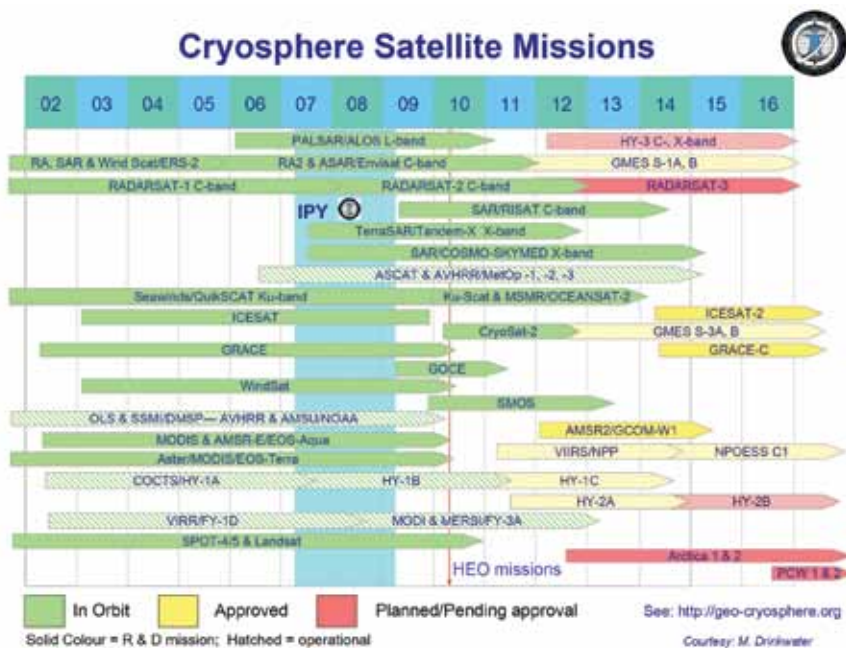 Cryosphere Satellite Missions
02 03 04 05 06 07 08 09 10 11 12 13 14 15 16
PALSAR/ALOS L-band HY-3 C-, X-band
RA, SAR & Wind Scat/ERS-2 RA2 & ASAR/Envisat C-band GMES S-1A, B
RADARSAT-1 C-band RADARSAT-2 C-band RADARSAT-3
IPY SAR/RISAT C-band
TerraSAR/Tandem-X X-band
SAR/COSMO-SKYMED X-band
ASCAT & AVHRR/MetOp -1, -2, -3
Seawinds/QuikSCAT Ku-band Ku-Scat & MSMR/OCEANSAT-2
ICESAT ICESAT-2
CryoSat-2 GMES S-3A, B
GRACE GRACE-C
GOCE
WindSat
SMOS
OLS & SSMI/DMSP— AVHRR & AMSU/NOAA
AMSR2/GCOM-W1
MODIS & AMSR-E/EOS-Aqua
VIIRS/NPP NPOESS C1
Aster/MODIS/EOS-Terra
COCTS/HY-1A HY-1B HY-1C
HY-2A HY-2B
VIRR/FY-1D MODI & MERSI/FY-3A
SPOT-4/5 & Landsat
Arctica 1 & 2
HEO missions PCW 1 & 2
In Orbit Approved Planned/Pending approval See: http://geo-cryosphere.org
Solid Colour = R & D mission; Hatched = operational Courtesy: M. Drinkwater